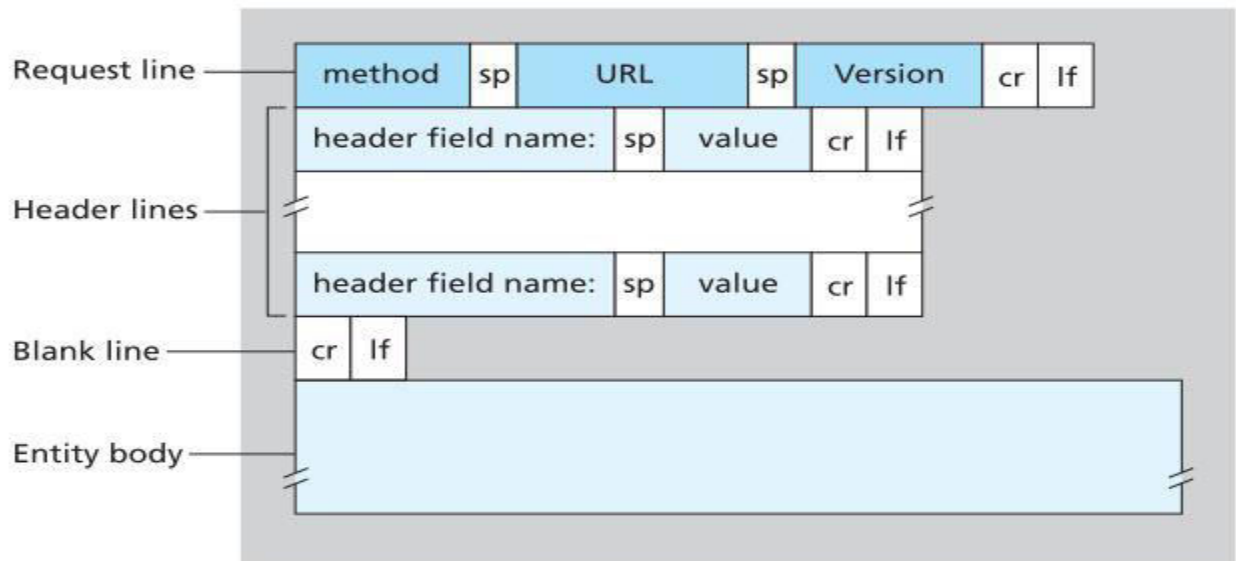 Request line
method sp URL sp Version cr lf
header field name: sp value cr lf
Header lines
header field name: sp value cr lf
Blank line
cr lf
Entity body